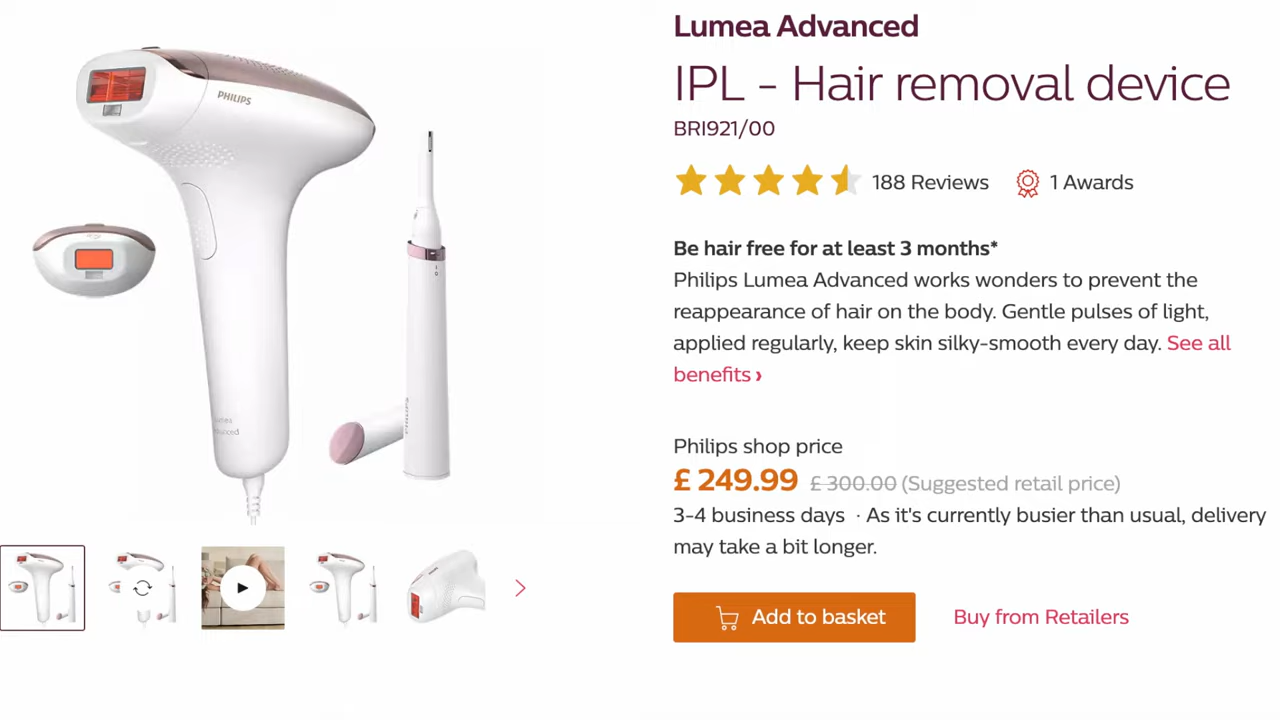 Lumea Advanced
IPL - Hair removal device
BRI921/00
188 Reviews
1 Awards
Be hair free for at least 3 months*
Philips Lumea Advanced works wonders to prevent the
reappearance of hair on the body. Gentle pulses of light,
applied regularly, keep skin silky-smooth every day. See all
benefits ›
Philips shop price
£ 249.99 £ 300.00 (Suggested retail price)
3-4 business days · As it's currently busier than usual, delivery
may take a bit longer.
Add to basket
Buy from Retailers
PHILIPS
PHILIPS